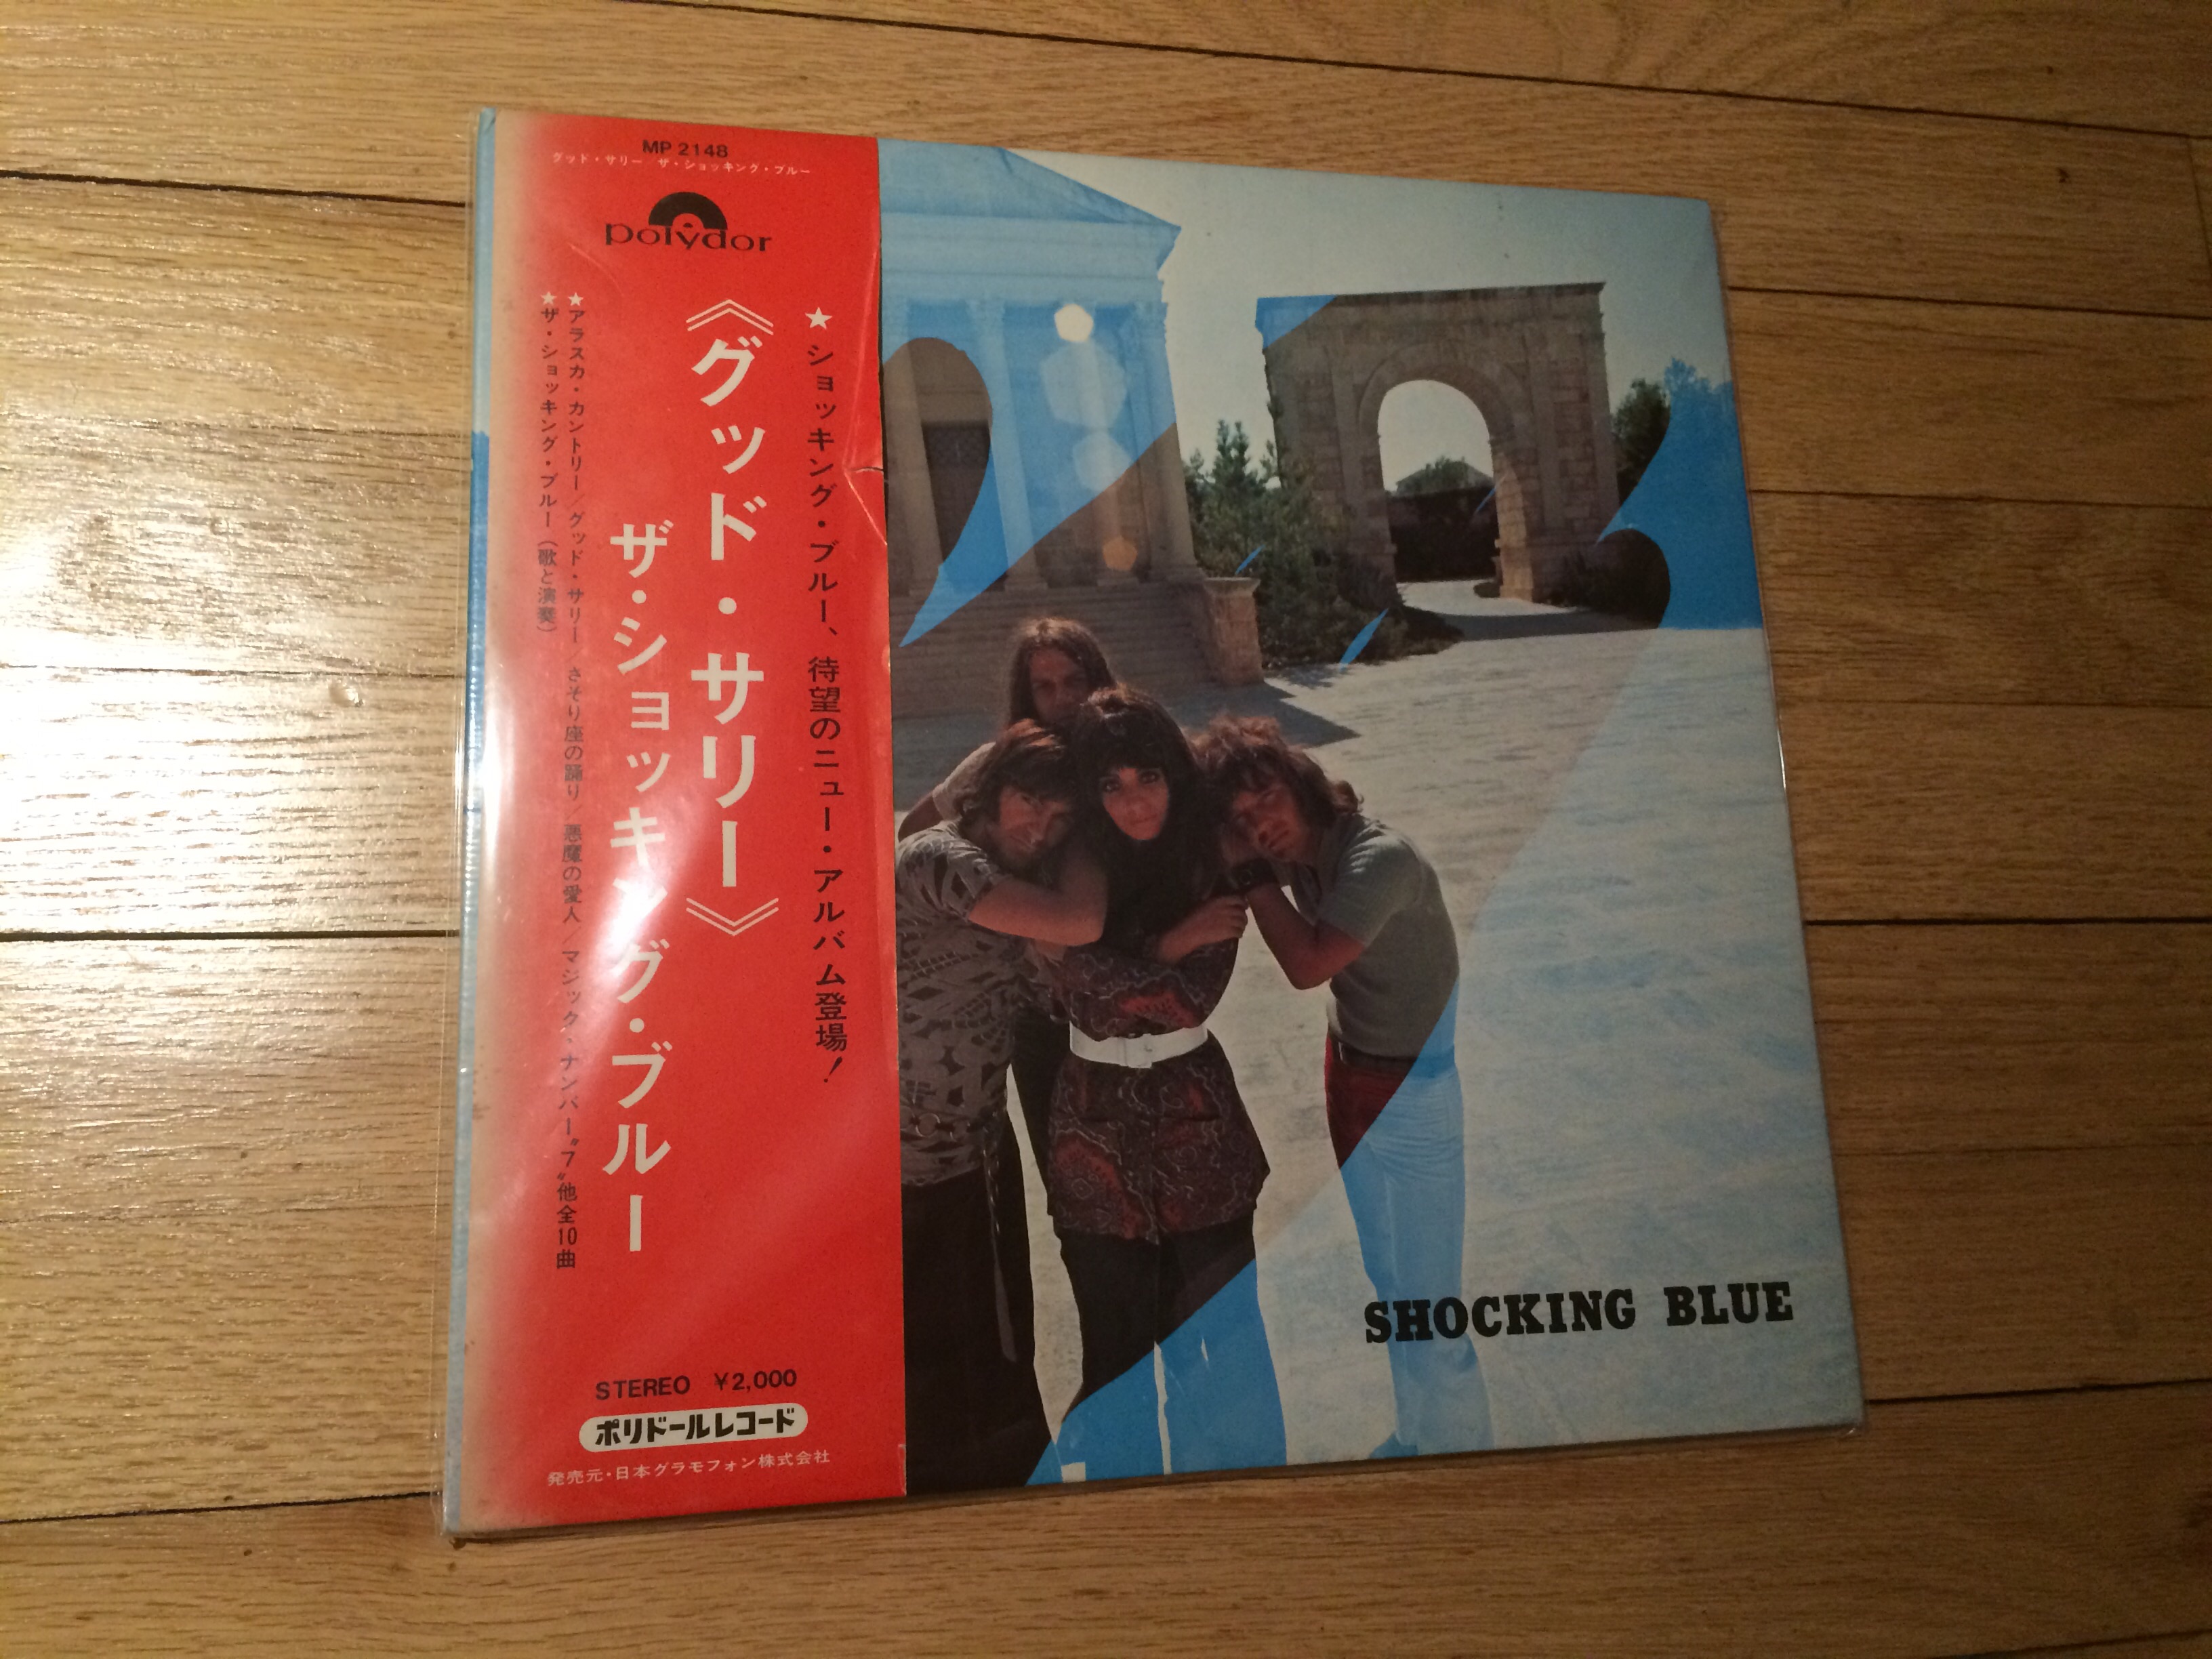 MP 2148
グッド・サリー ザ・ショッキング・ブルー
polydor
★ショッキング・ブルー、待望のニュー・アルバム登場!
《グッド・サリー》
ザ・ショッキング・ブルー
★アラスカ・カントリー/グッド・サリー/さそり座の踊り/悪魔の愛人/マジック・ナンバー〝7〟他全10曲
★ザ・ショッキング・ブルー(歌と演奏)
STEREO ¥2,000
ポリドールレコード
発売元・日本グラモフォン株式会社
SHOCKING BLUE